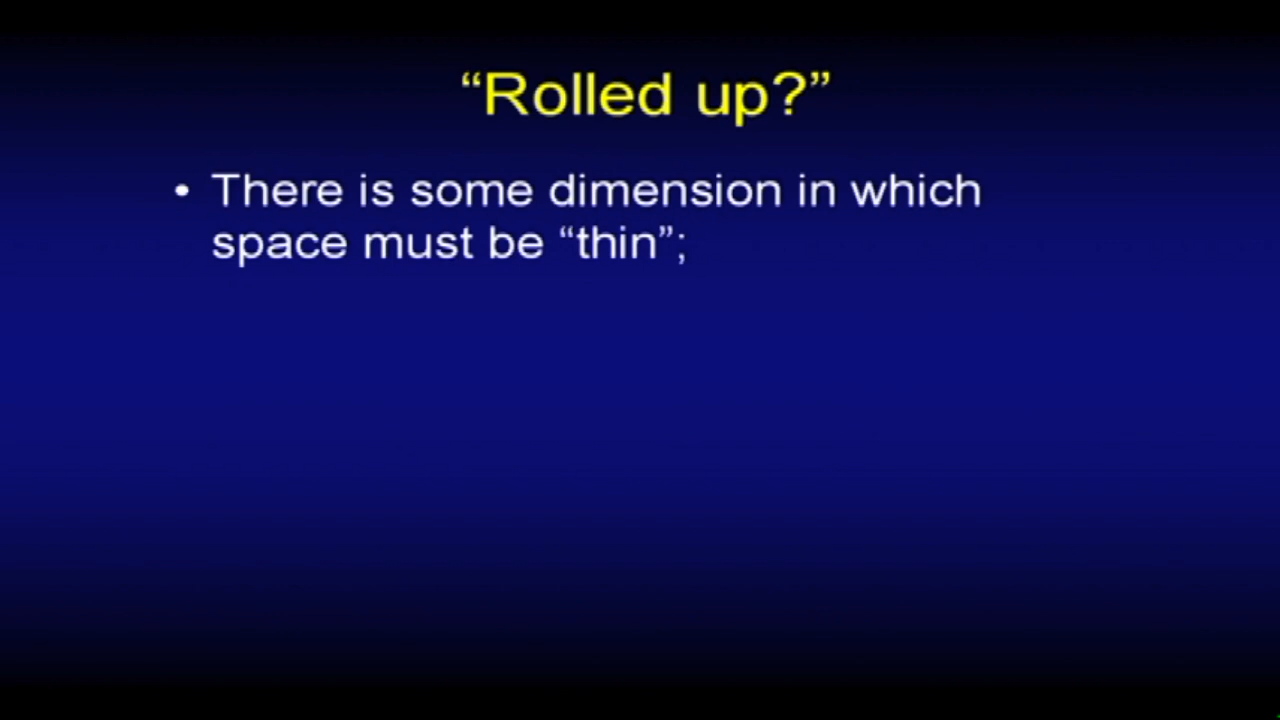 “Rolled up?”
• There is some dimension in which
space must be “thin”;